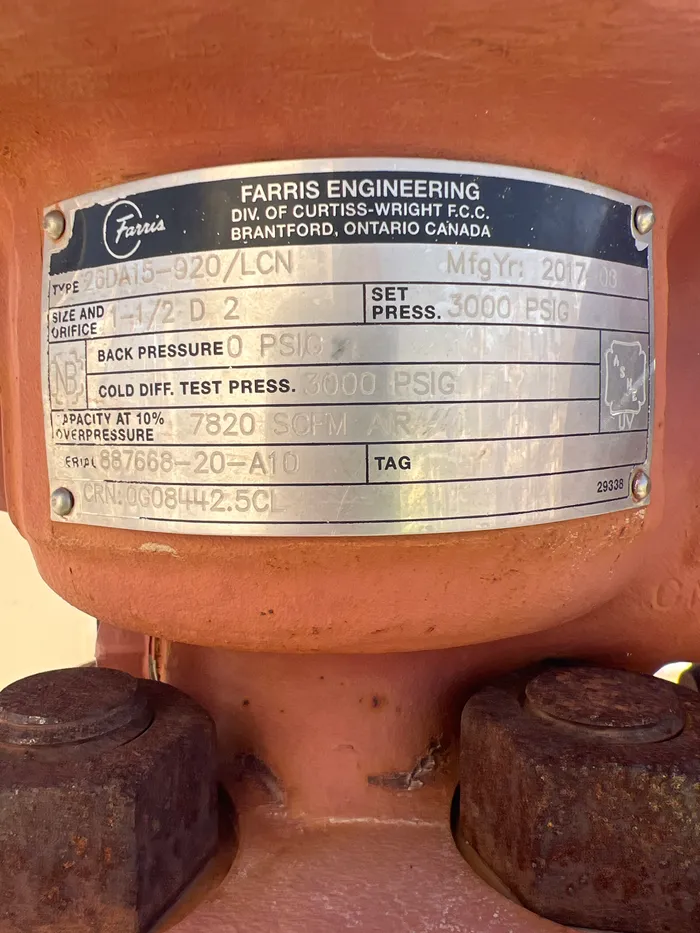 FARRIS ENGINEERING
DIV. OF CURTISS-WRIGHT F.C.C.
BRANTFORD, ONTARIO CANADA
Farris
TYPE 26DA15-920/LCN MfgYr: 2017-08
SIZE AND ORIFICE 1-1/2 D 2 SET PRESS. 3000 PSIG
NB
BACK PRESSURE 0 PSIG
COLD DIFF. TEST PRESS. 3000 PSIG
ASME
UV
CAPACITY AT 10% OVERPRESSURE 7820 SCFM AIR
SERIAL 887668-20-A10 TAG
CRN: 0G08442.5CL
29338